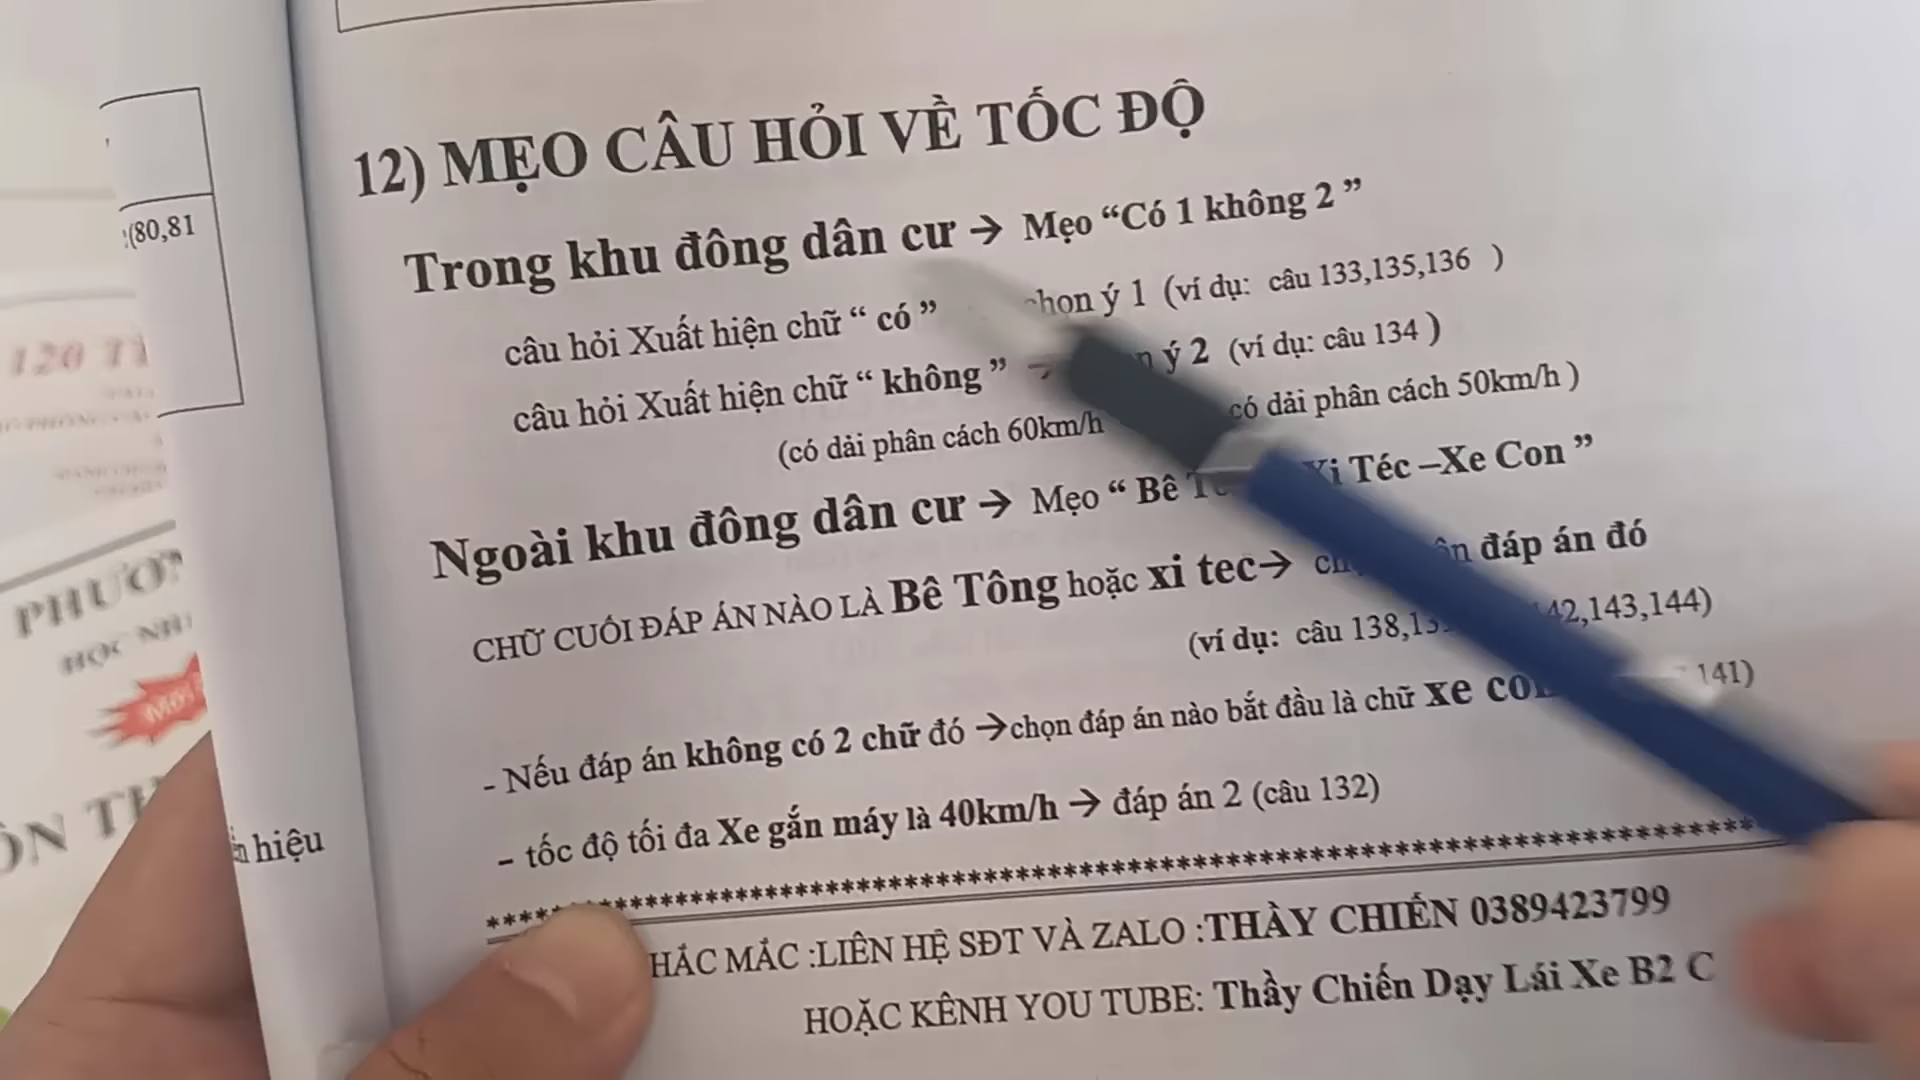 12) MẸO CÂU HỎI VỀ TỐC ĐỘ
Trong khu đông dân cư → Mẹo “Có 1 không 2 ”
câu hỏi Xuất hiện chữ “ có ” chọn ý 1 (ví dụ: câu 133,135,136 )
câu hỏi Xuất hiện chữ “ không ” → ý 2 (ví dụ: câu 134 )
(có dải phân cách 60km/h có dải phân cách 50km/h )
Ngoài khu đông dân cư → Mẹo “ Bê Xi Téc –Xe Con ”
CHỮ CUỐI ĐÁP ÁN NÀO LÀ Bê Tông hoặc xi tec→ đáp án đó
(ví dụ: câu 138, 142,143,144)
- Nếu đáp án không có 2 chữ đó →chọn đáp án nào bắt đầu là chữ xe con 141)
- tốc độ tối đa Xe gắn máy là 40km/h → đáp án 2 (câu 132)
HẮC MẮC :LIÊN HỆ SĐT VÀ ZALO :THẦY CHIẾN 0389423799
HOẶC KÊNH YOU TUBE: Thầy Chiến Dạy Lái Xe B2 C
:(80,81
hiệu
120
PHƯƠN
HỌC
MỚI
ÔN